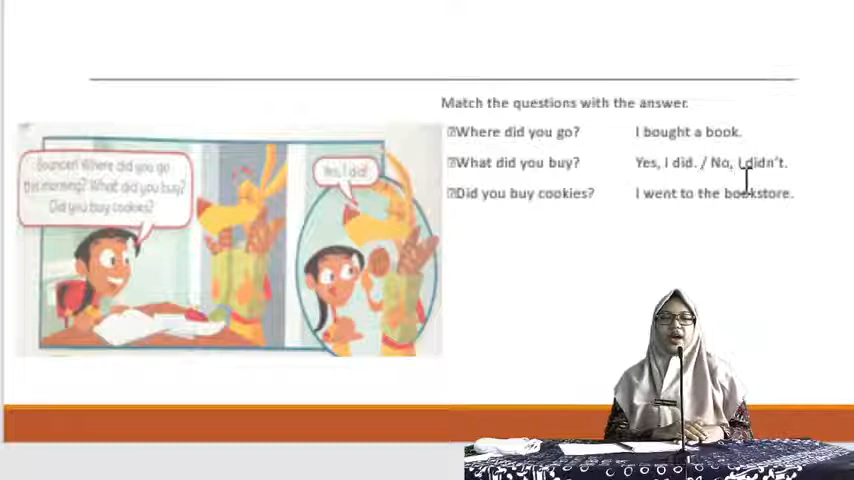 Match the questions with the answer.
Where did you go? I bought a book.
What did you buy? Yes, I did. / No, I didn't.
Did you buy cookies? I went to the bookstore.
Bouncer! Where did you go
this morning? What did you buy?
Did you buy cookies?
Yes, I did!